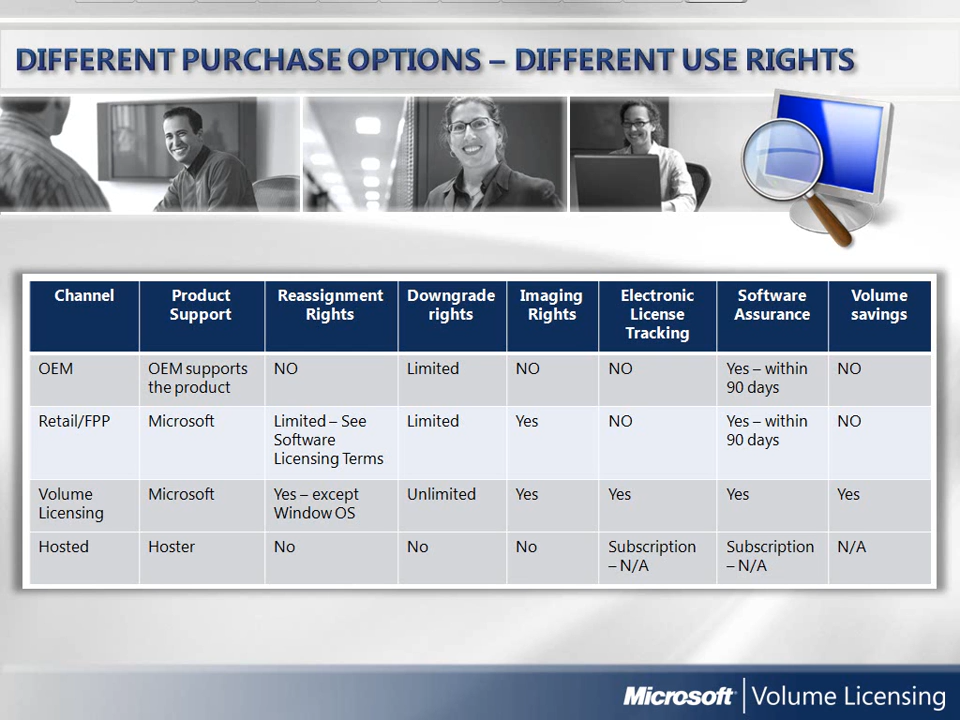 DIFFERENT PURCHASE OPTIONS – DIFFERENT USE RIGHTS
Channel
Product
Support
Reassignment
Rights
Downgrade
rights
Imaging
Rights
Electronic
License
Tracking
Software
Assurance
Volume
savings
OEM
OEM supports
the product
NO
Limited
NO
NO
Yes – within
90 days
NO
Retail/FPP
Microsoft
Limited – See
Software
Licensing Terms
Limited
Yes
NO
Yes – within
90 days
NO
Volume
Licensing
Microsoft
Yes – except
Window OS
Unlimited
Yes
Yes
Yes
Yes
Hosted
Hoster
No
No
No
Subscription
– N/A
Subscription
– N/A
N/A
Microsoft | Volume Licensing